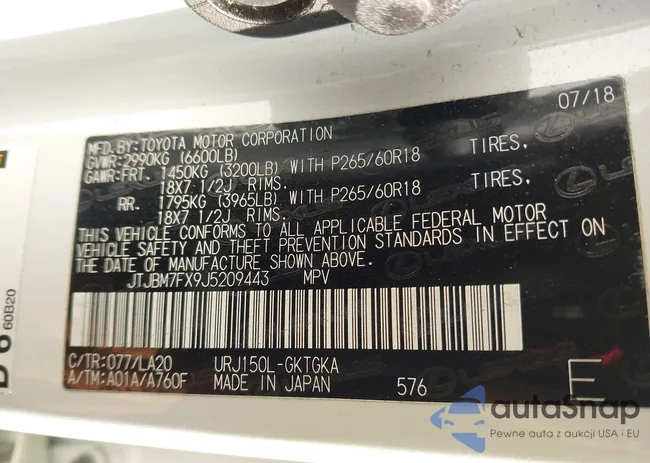 07/18
MFD. BY:TOYOTA MOTOR CORPORATION
GVWR:2990KG (6600LB)
GAWR:FRT. 1450KG (3200LB) WITH P265/60R18 TIRES,
18X7 1/2J RIMS.
RR. 1795KG (3965LB) WITH P265/60R18 TIRES,
18X7 1/2J RIMS.
THIS VEHICLE CONFORMS TO ALL APPLICABLE FEDERAL MOTOR
VEHICLE SAFETY AND THEFT PREVENTION STANDARDS IN EFFECT ON
THE DATE OF MANUFACTURE SHOWN ABOVE.
JTJBM7FX9J5209443 MPV
C/TR:077/LA20 URJ150L-GKTGKA
A/TM:A01A/A760F MADE IN JAPAN 576 E
D 6 60B20
autaSnap
Pewne auta z aukcji USA i EU